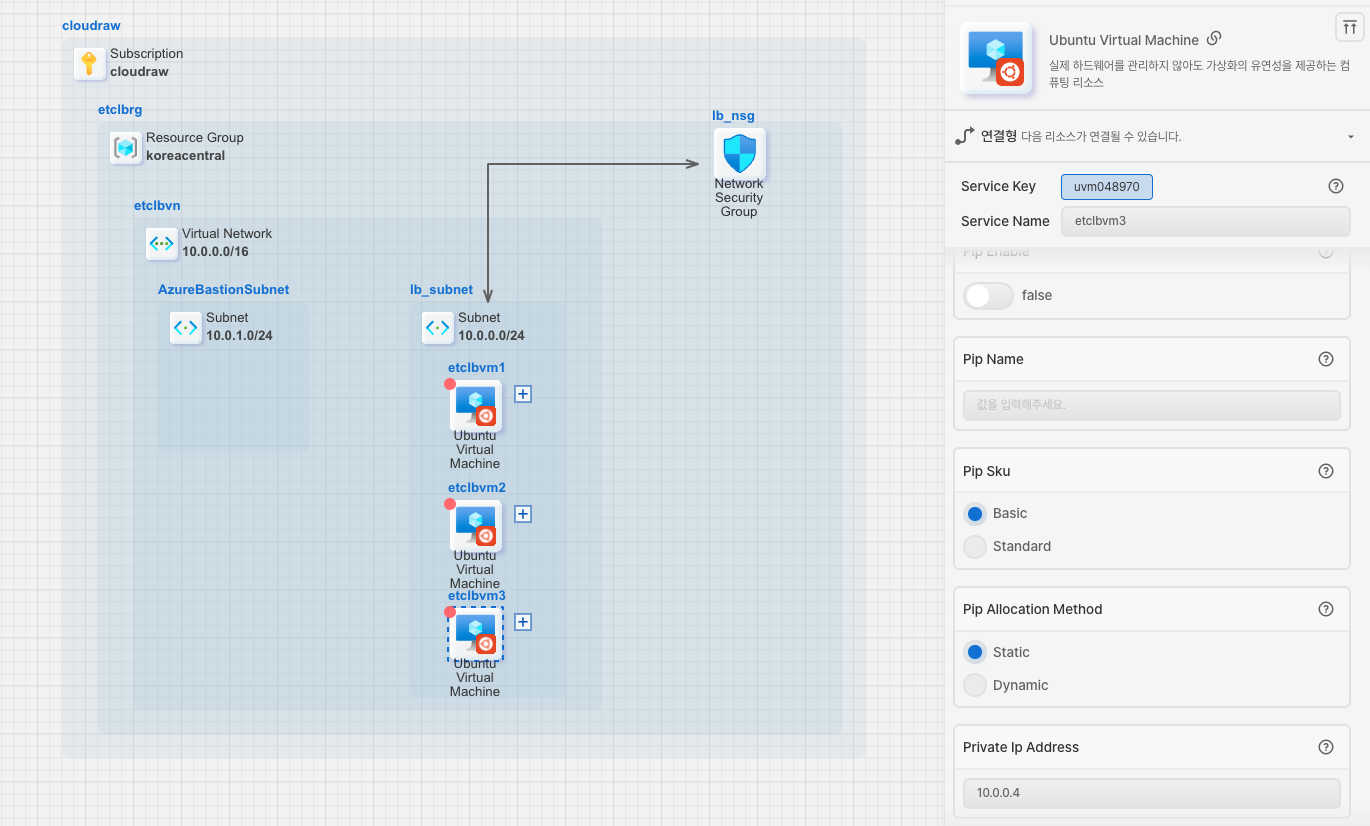 cloudraw
Subscription
cloudraw
etclbrg
Resource Group
koreacentral
lb_nsg
Network
Security
Group
etclbvn
Virtual Network
10.0.0.0/16
AzureBastionSubnet
Subnet
10.0.1.0/24
lb_subnet
Subnet
10.0.0.0/24
etclbvm1
Ubuntu
Virtual
Machine
etclbvm2
Ubuntu
Virtual
Machine
etclbvm3
Ubuntu
Virtual
Machine
Ubuntu Virtual Machine
실제 하드웨어를 관리하지 않아도 가상화의 유연성을 제공하는 컴
퓨팅 리소스
연결형 다음 리소스가 연결될 수 있습니다.
Service Key
uvm048970
Service Name
etclbvm3
Pip Enable
false
Pip Name
값을 입력해주세요.
Pip Sku
Basic
Standard
Pip Allocation Method
Static
Dynamic
Private Ip Address
10.0.0.4